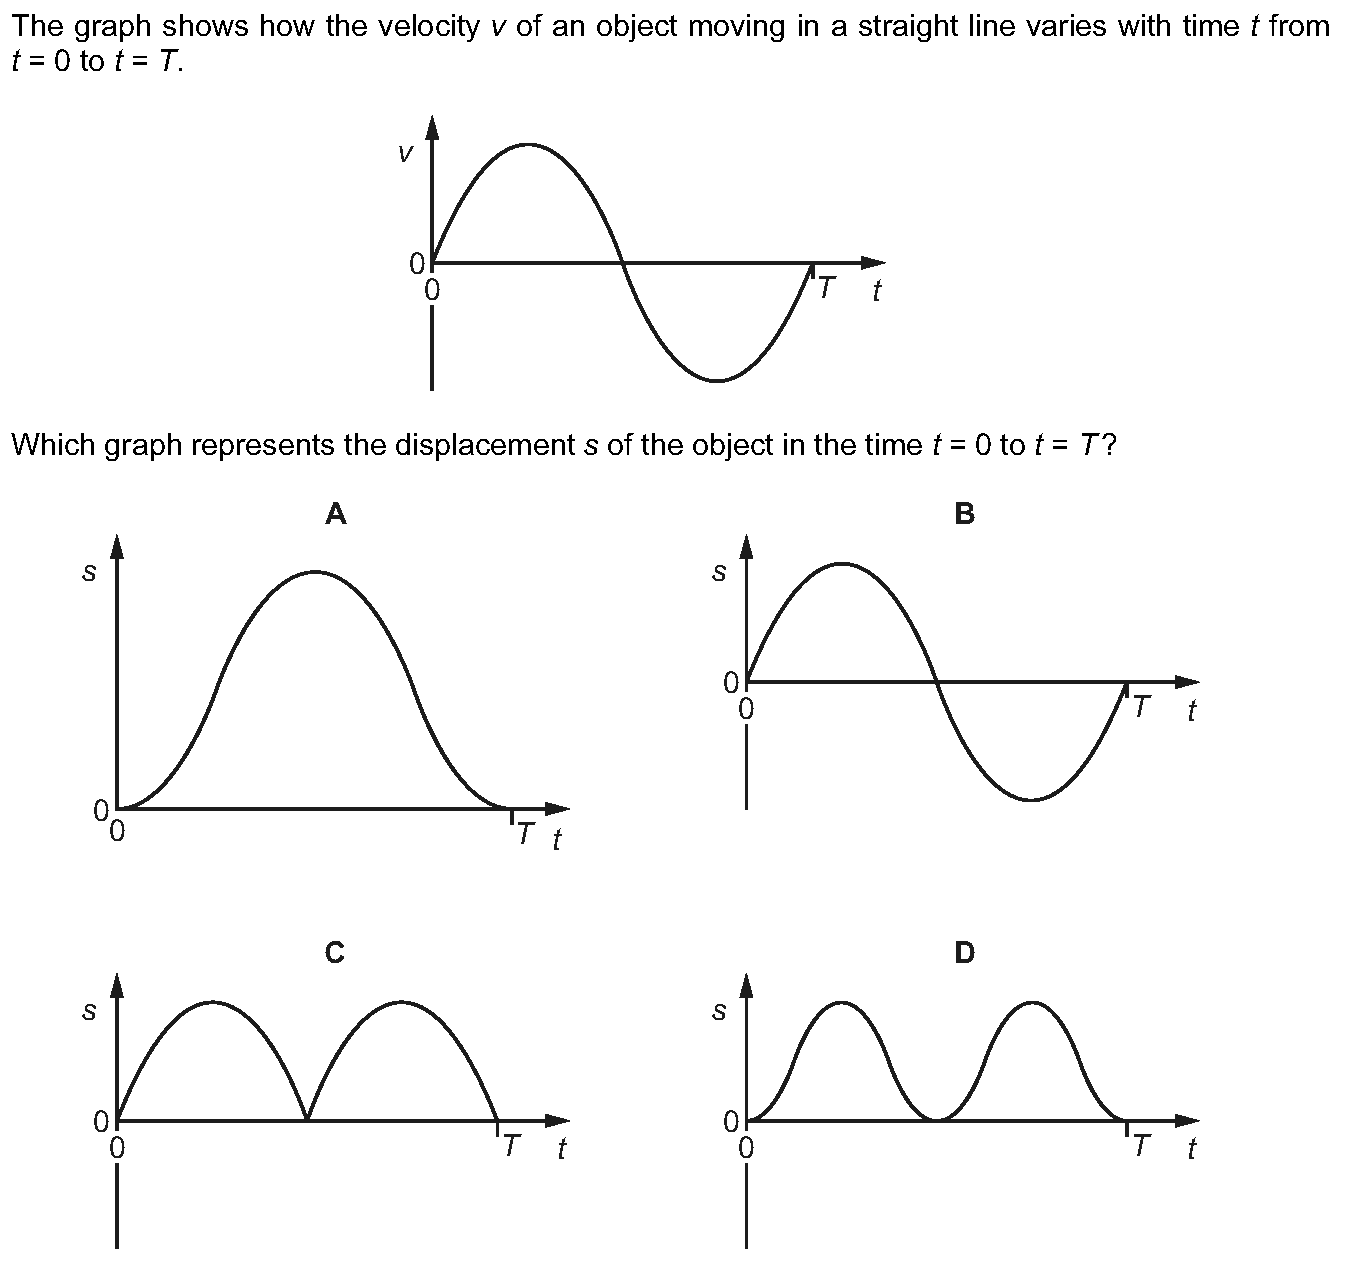 The graph shows how the velocity v of an object moving in a straight line varies with time t from
t = 0 to t = T.
v
0
0
T t
Which graph represents the displacement s of the object in the time t = 0 to t = T?
A
s
0
0
T t
B
s
0
0
T t
C
s
0
0
T t
D
s
0
0
T t